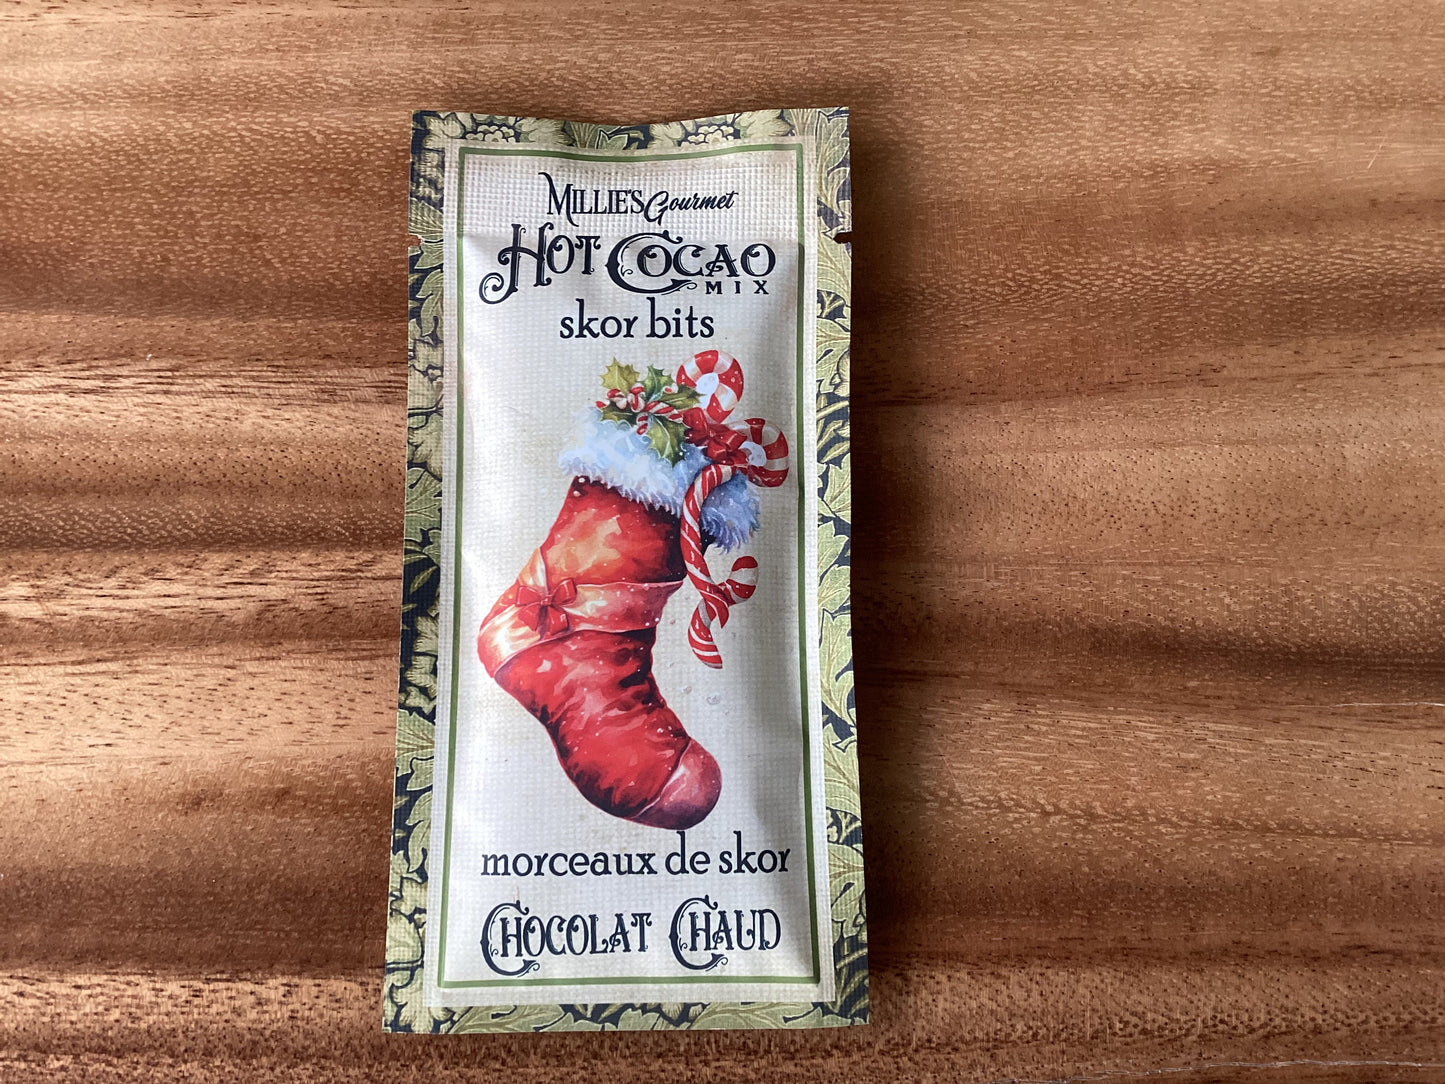 MILLIE'S Gourmet
HOT COCAO
MIX
skor bits
morceaux de skor
CHOCOLAT CHAUD